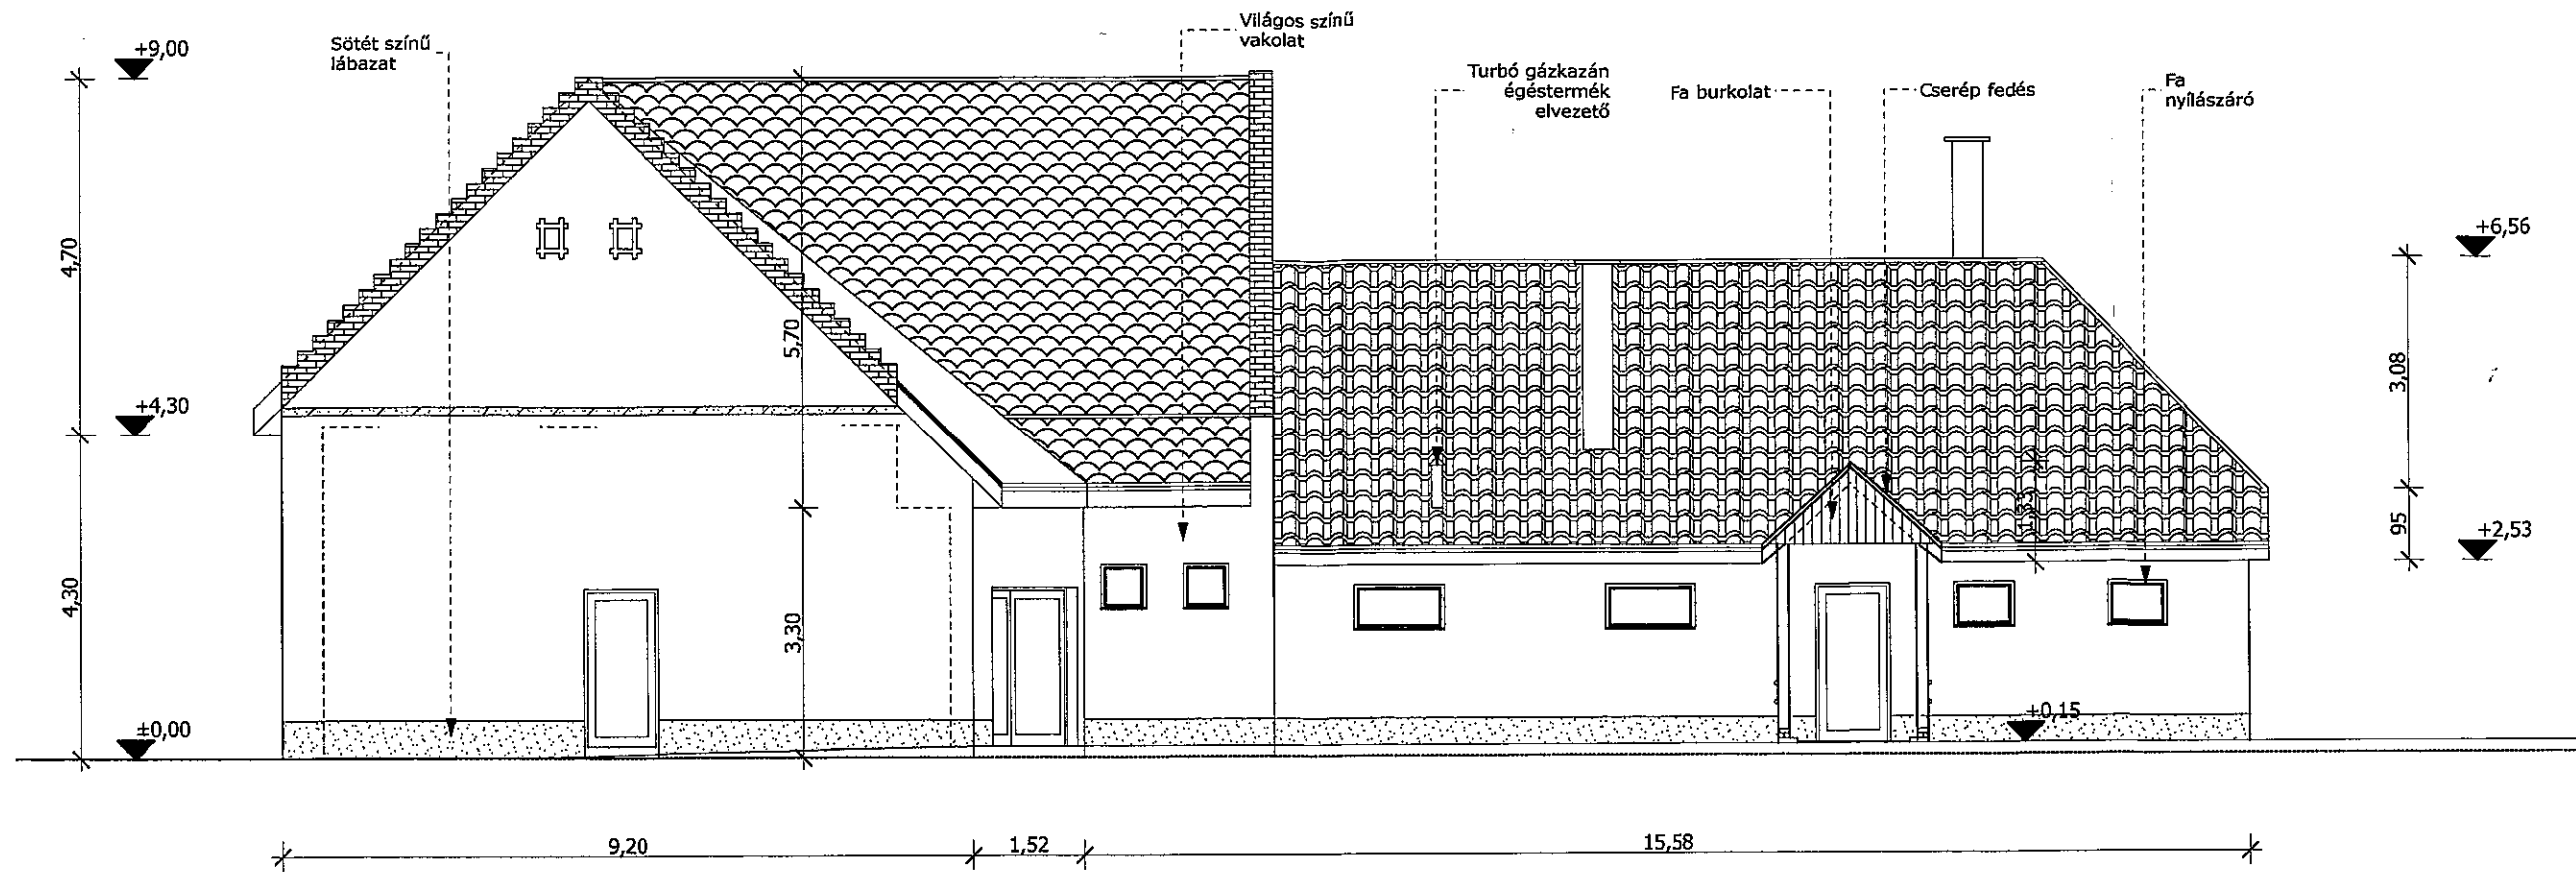 +9,00
Sötét színű
lábazat
Világos színű
vakolat
Turbó gázkazán
égéstermék
elvezető
Fa burkolat
Cserép fedés
Fa
nyílászáró
+6,56
4,70
5,70
3,08
+4,30
95
+2,53
1,33
4,30
3,30
±0,00
+0,15
9,20
1,52
15,58